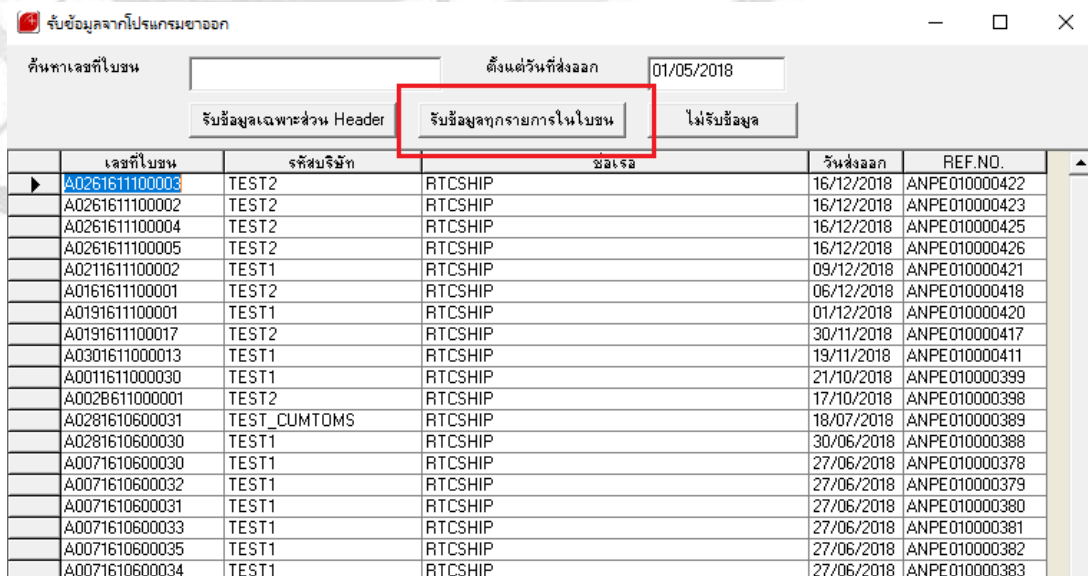 รับข้อมูลจากโปรแกรมขาออก
ค้นหาเลขที่ใบขน ตั้งแต่วันที่ส่งออก 01/05/2018
รับข้อมูลเฉพาะส่วน Header รับข้อมูลทุกรายการในใบขน ไม่รับข้อมูล
เลขที่ใบขน รหัสบริษัท ชื่อเรือ วันส่งออก REF.NO.
A0261611100003 TEST2 RTCSHIP 16/12/2018 ANPE010000422
A0261611100002 TEST2 RTCSHIP 16/12/2018 ANPE010000423
A0261611100004 TEST2 RTCSHIP 16/12/2018 ANPE010000425
A0261611100005 TEST2 RTCSHIP 16/12/2018 ANPE010000426
A0211611100002 TEST1 RTCSHIP 09/12/2018 ANPE010000421
A0161611100001 TEST2 RTCSHIP 06/12/2018 ANPE010000418
A0191611100001 TEST1 RTCSHIP 01/12/2018 ANPE010000420
A0191611100017 TEST2 RTCSHIP 30/11/2018 ANPE010000417
A0301611000013 TEST1 RTCSHIP 19/11/2018 ANPE010000411
A0011611000030 TEST1 RTCSHIP 21/10/2018 ANPE010000399
A002B611000001 TEST2 RTCSHIP 17/10/2018 ANPE010000398
A0281610600031 TEST_CUMTOMS RTCSHIP 18/07/2018 ANPE010000389
A0281610600030 TEST1 RTCSHIP 30/06/2018 ANPE010000388
A0071610600030 TEST1 RTCSHIP 27/06/2018 ANPE010000378
A0071610600032 TEST1 RTCSHIP 27/06/2018 ANPE010000379
A0071610600031 TEST1 RTCSHIP 27/06/2018 ANPE010000380
A0071610600033 TEST1 RTCSHIP 27/06/2018 ANPE010000381
A0071610600035 TEST1 RTCSHIP 27/06/2018 ANPE010000382
A0071610600034 TEST1 RTCSHIP 27/06/2018 ANPE010000383